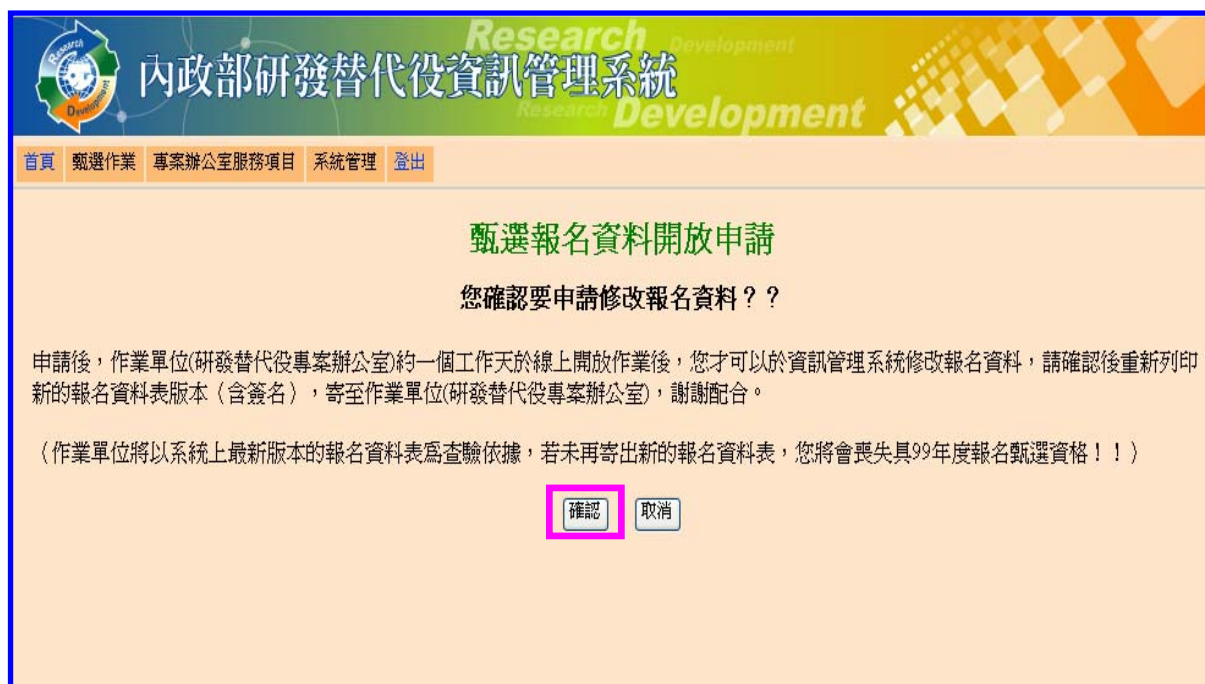 Research Development
內政部研發替代役資訊管理系統
Research Development
Research
Development
首頁 甄選作業 專案辦公室服務項目 系統管理 登出
甄選報名資料開放申請
您確認要申請修改報名資料？？
申請後，作業單位(研發替代役專案辦公室)約一個工作天於線上開放作業後，您才可以於資訊管理系統修改報名資料，請確認後重新列印
新的報名資料表版本（含簽名），寄至作業單位(研發替代役專案辦公室)，謝謝配合。
（作業單位將以系統上最新版本的報名資料表為查驗依據，若未再寄出新的報名資料表，您將會喪失具99年度報名甄選資格！！）
確認 取消